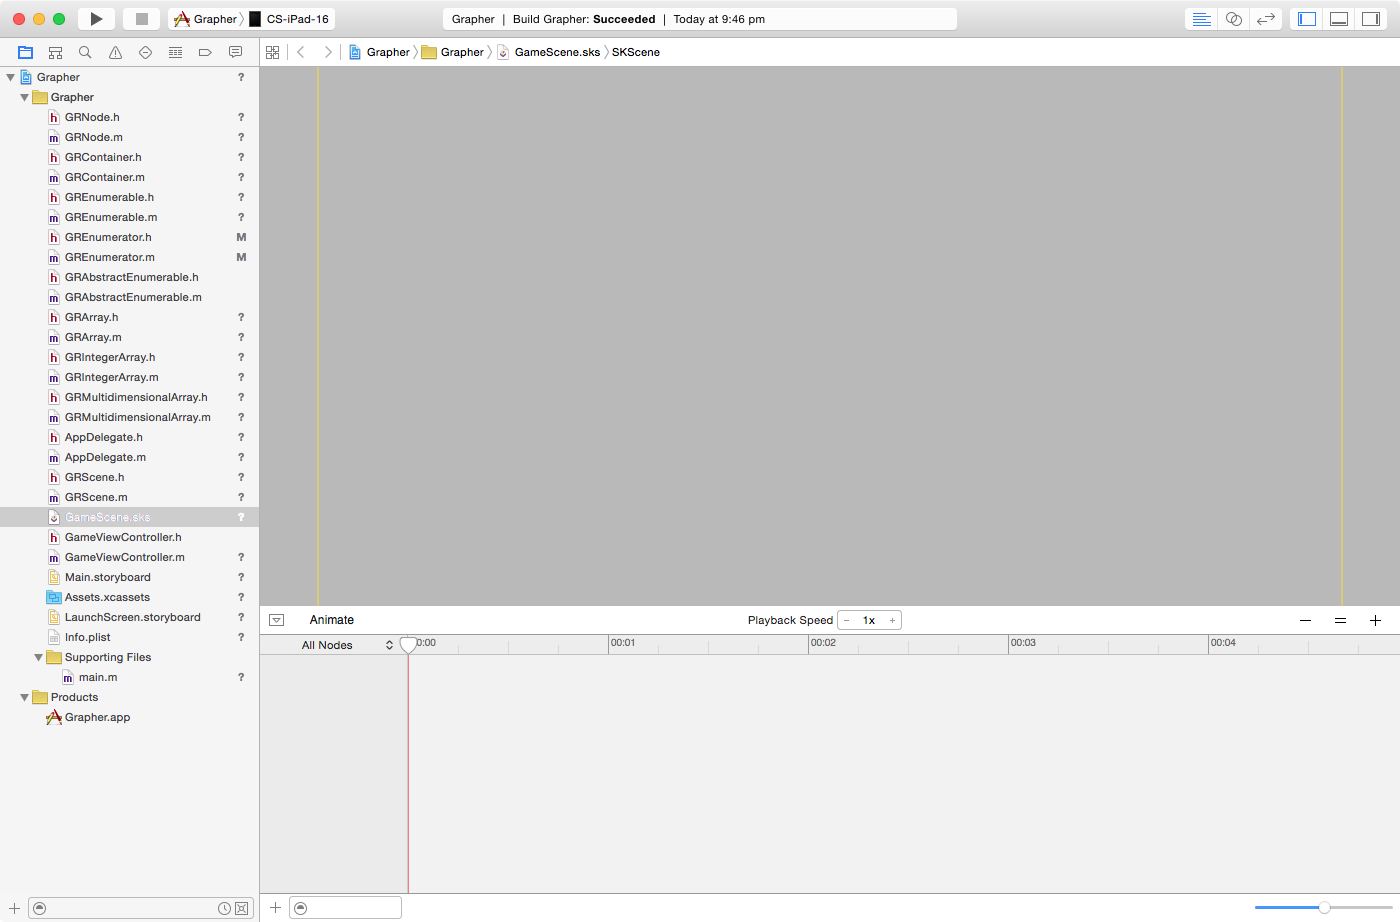 Grapher CS-iPad-16 Grapher | Build Grapher: Succeeded | Today at 9:46 pm
Grapher Grapher GameScene.sks SKScene
Grapher ?
Grapher
GRNode.h ?
GRNode.m ?
GRContainer.h ?
GRContainer.m ?
GREnumerable.h ?
GREnumerable.m ?
GREnumerator.h M
GREnumerator.m M
GRAbstractEnumerable.h
GRAbstractEnumerable.m
GRArray.h ?
GRArray.m ?
GRIntegerArray.h ?
GRIntegerArray.m ?
GRMultidimensionalArray.h ?
GRMultidimensionalArray.m ?
AppDelegate.h ?
AppDelegate.m ?
GRScene.h ?
GRScene.m ?
GameScene.sks ?
GameViewController.h
GameViewController.m ?
Main.storyboard ?
Assets.xcassets ?
LaunchScreen.storyboard ?
Info.plist ?
Supporting Files
main.m ?
Products
Grapher.app
Animate Playback Speed − 1x +
All Nodes 0:00 00:01 00:02 00:03 00:04